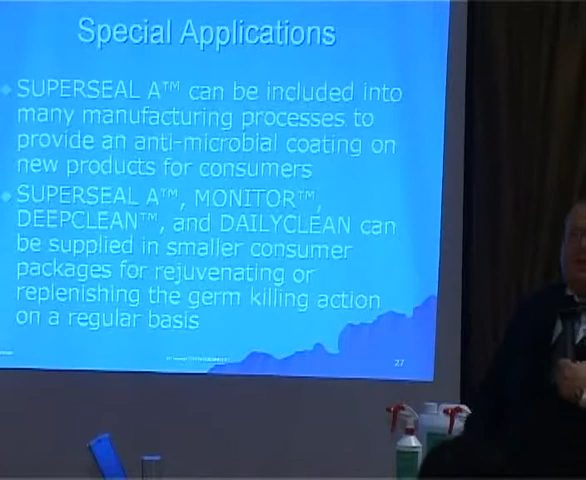 Special Applications
SUPERSEAL A™ can be included into
many manufacturing processes to
provide an anti-microbial coating on
new products for consumers
SUPERSEAL A™, MONITOR™,
DEEPCLEAN™, and DAILYCLEAN can
be supplied in smaller consumer
packages for rejuvenating or
replenishing the germ killing action
on a regular basis
27